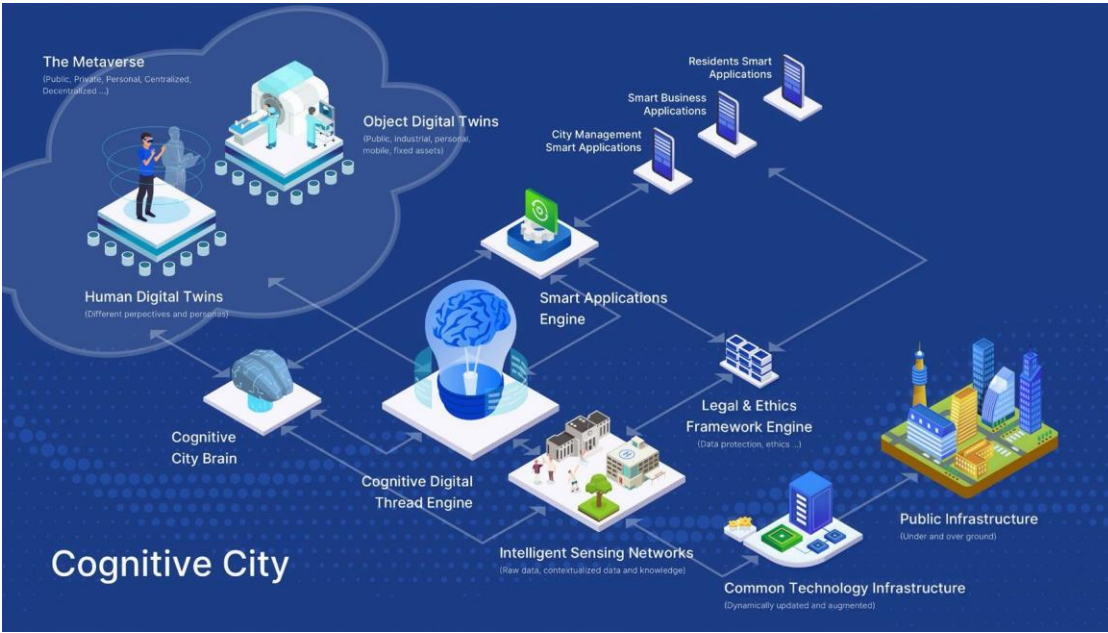 The Metaverse
(Public, Private, Personal, Centralized,
Decentralized ...)
Object Digital Twins
(Public, industrial, personal,
mobile, fixed assets)
Human Digital Twins
(Different perpectives and personas)
Residents Smart
Applications
Smart Business
Applications
City Management
Smart Applications
Smart Applications
Engine
Cognitive
City Brain
Cognitive Digital
Thread Engine
Legal & Ethics
Framework Engine
(Data protection, ethics ...)
Intelligent Sensing Networks
(Raw data, contextualized data and knowledge)
H
Public Infrastructure
(Under and over ground)
Common Technology Infrastructure
(Dynamically updated and augmented)
Cognitive City